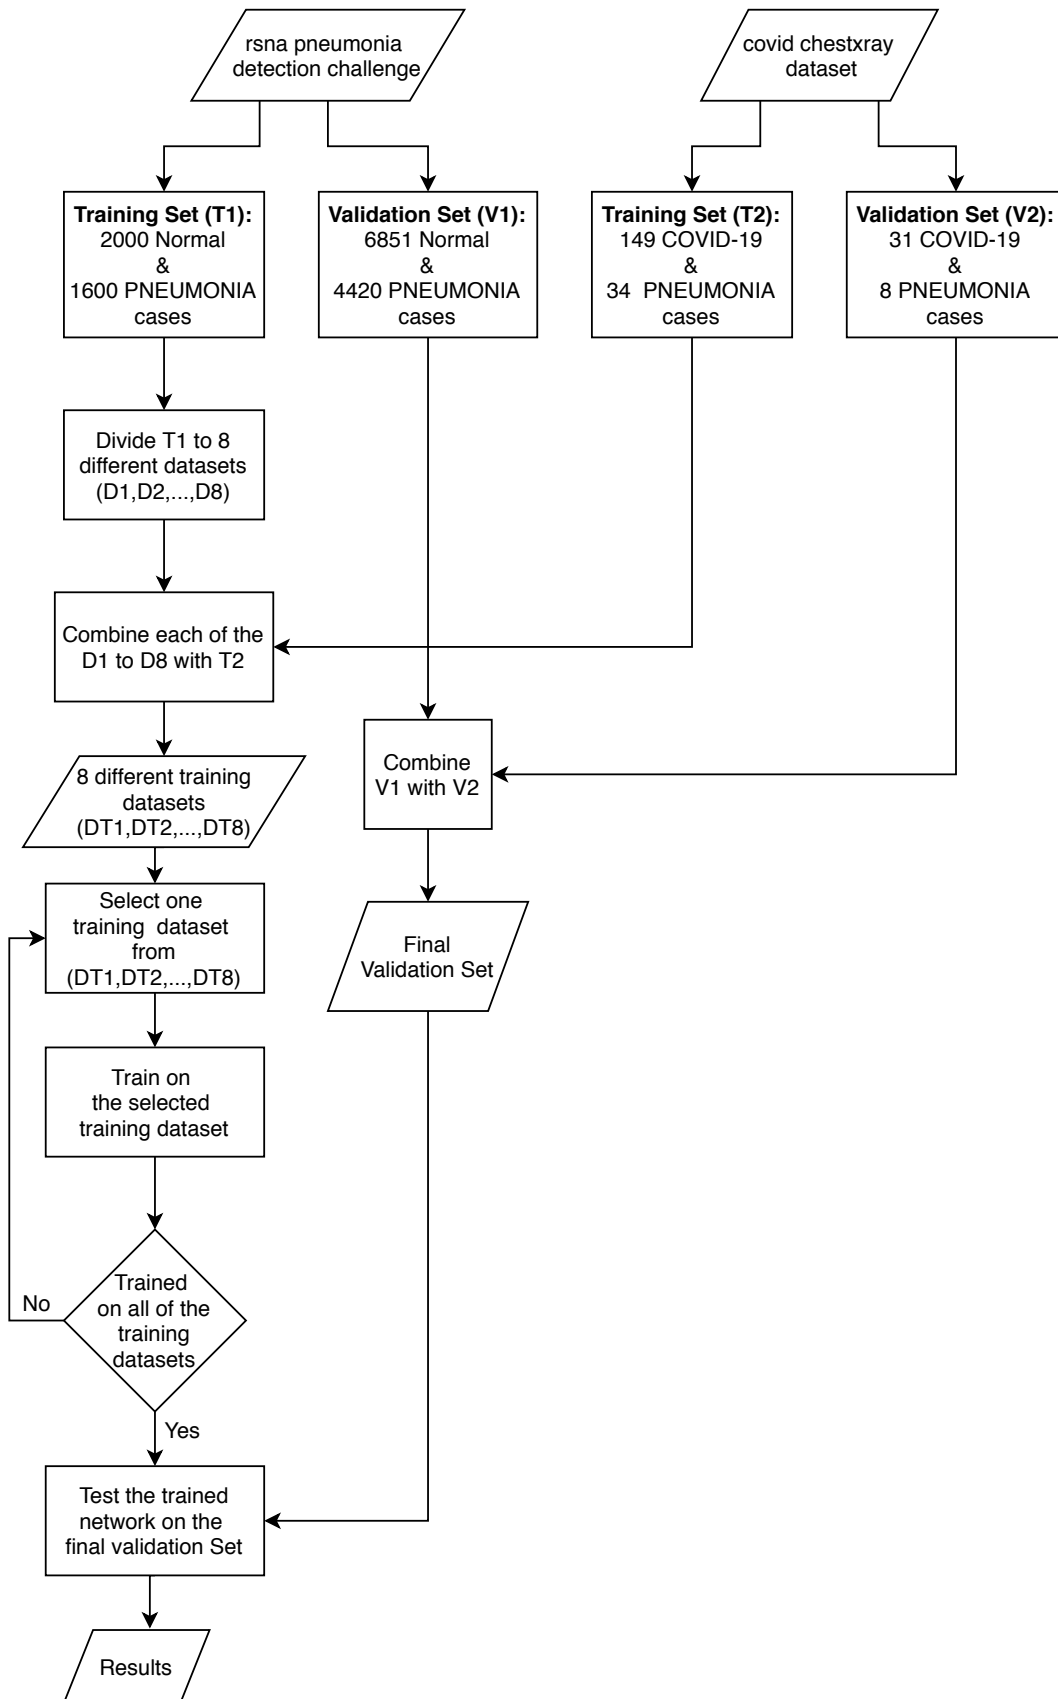 rsna pneumonia
detection challenge
covid chestxray
dataset
Training Set (T1):
2000 Normal
&
1600 PNEUMONIA
cases
Validation Set (V1):
6851 Normal
&
4420 PNEUMONIA
cases
Training Set (T2):
149 COVID-19
&
34 PNEUMONIA
cases
Validation Set (V2):
31 COVID-19
&
8 PNEUMONIA
cases
Divide T1 to 8
different datasets
(D1,D2,...,D8)
Combine each of the
D1 to D8 with T2
8 different training
datasets
(DT1,DT2,...,DT8)
Combine
V1 with V2
Select one
training dataset
from
(DT1,DT2,...,DT8)
Final
Validation Set
Train on
the selected
training dataset
Trained
on all of the
training
datasets
No
Yes
Test the trained
network on the
final validation Set
Results